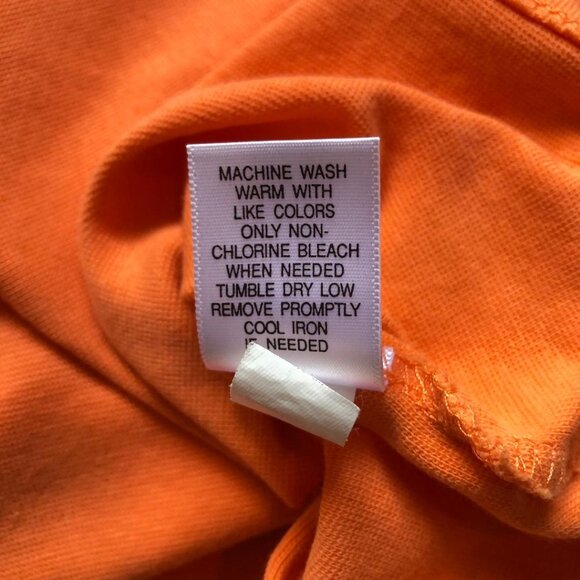 MACHINE WASH
WARM WITH
LIKE COLORS
ONLY NON-
CHLORINE BLEACH
WHEN NEEDED
TUMBLE DRY LOW
REMOVE PROMPTLY
COOL IRON
IF NEEDED